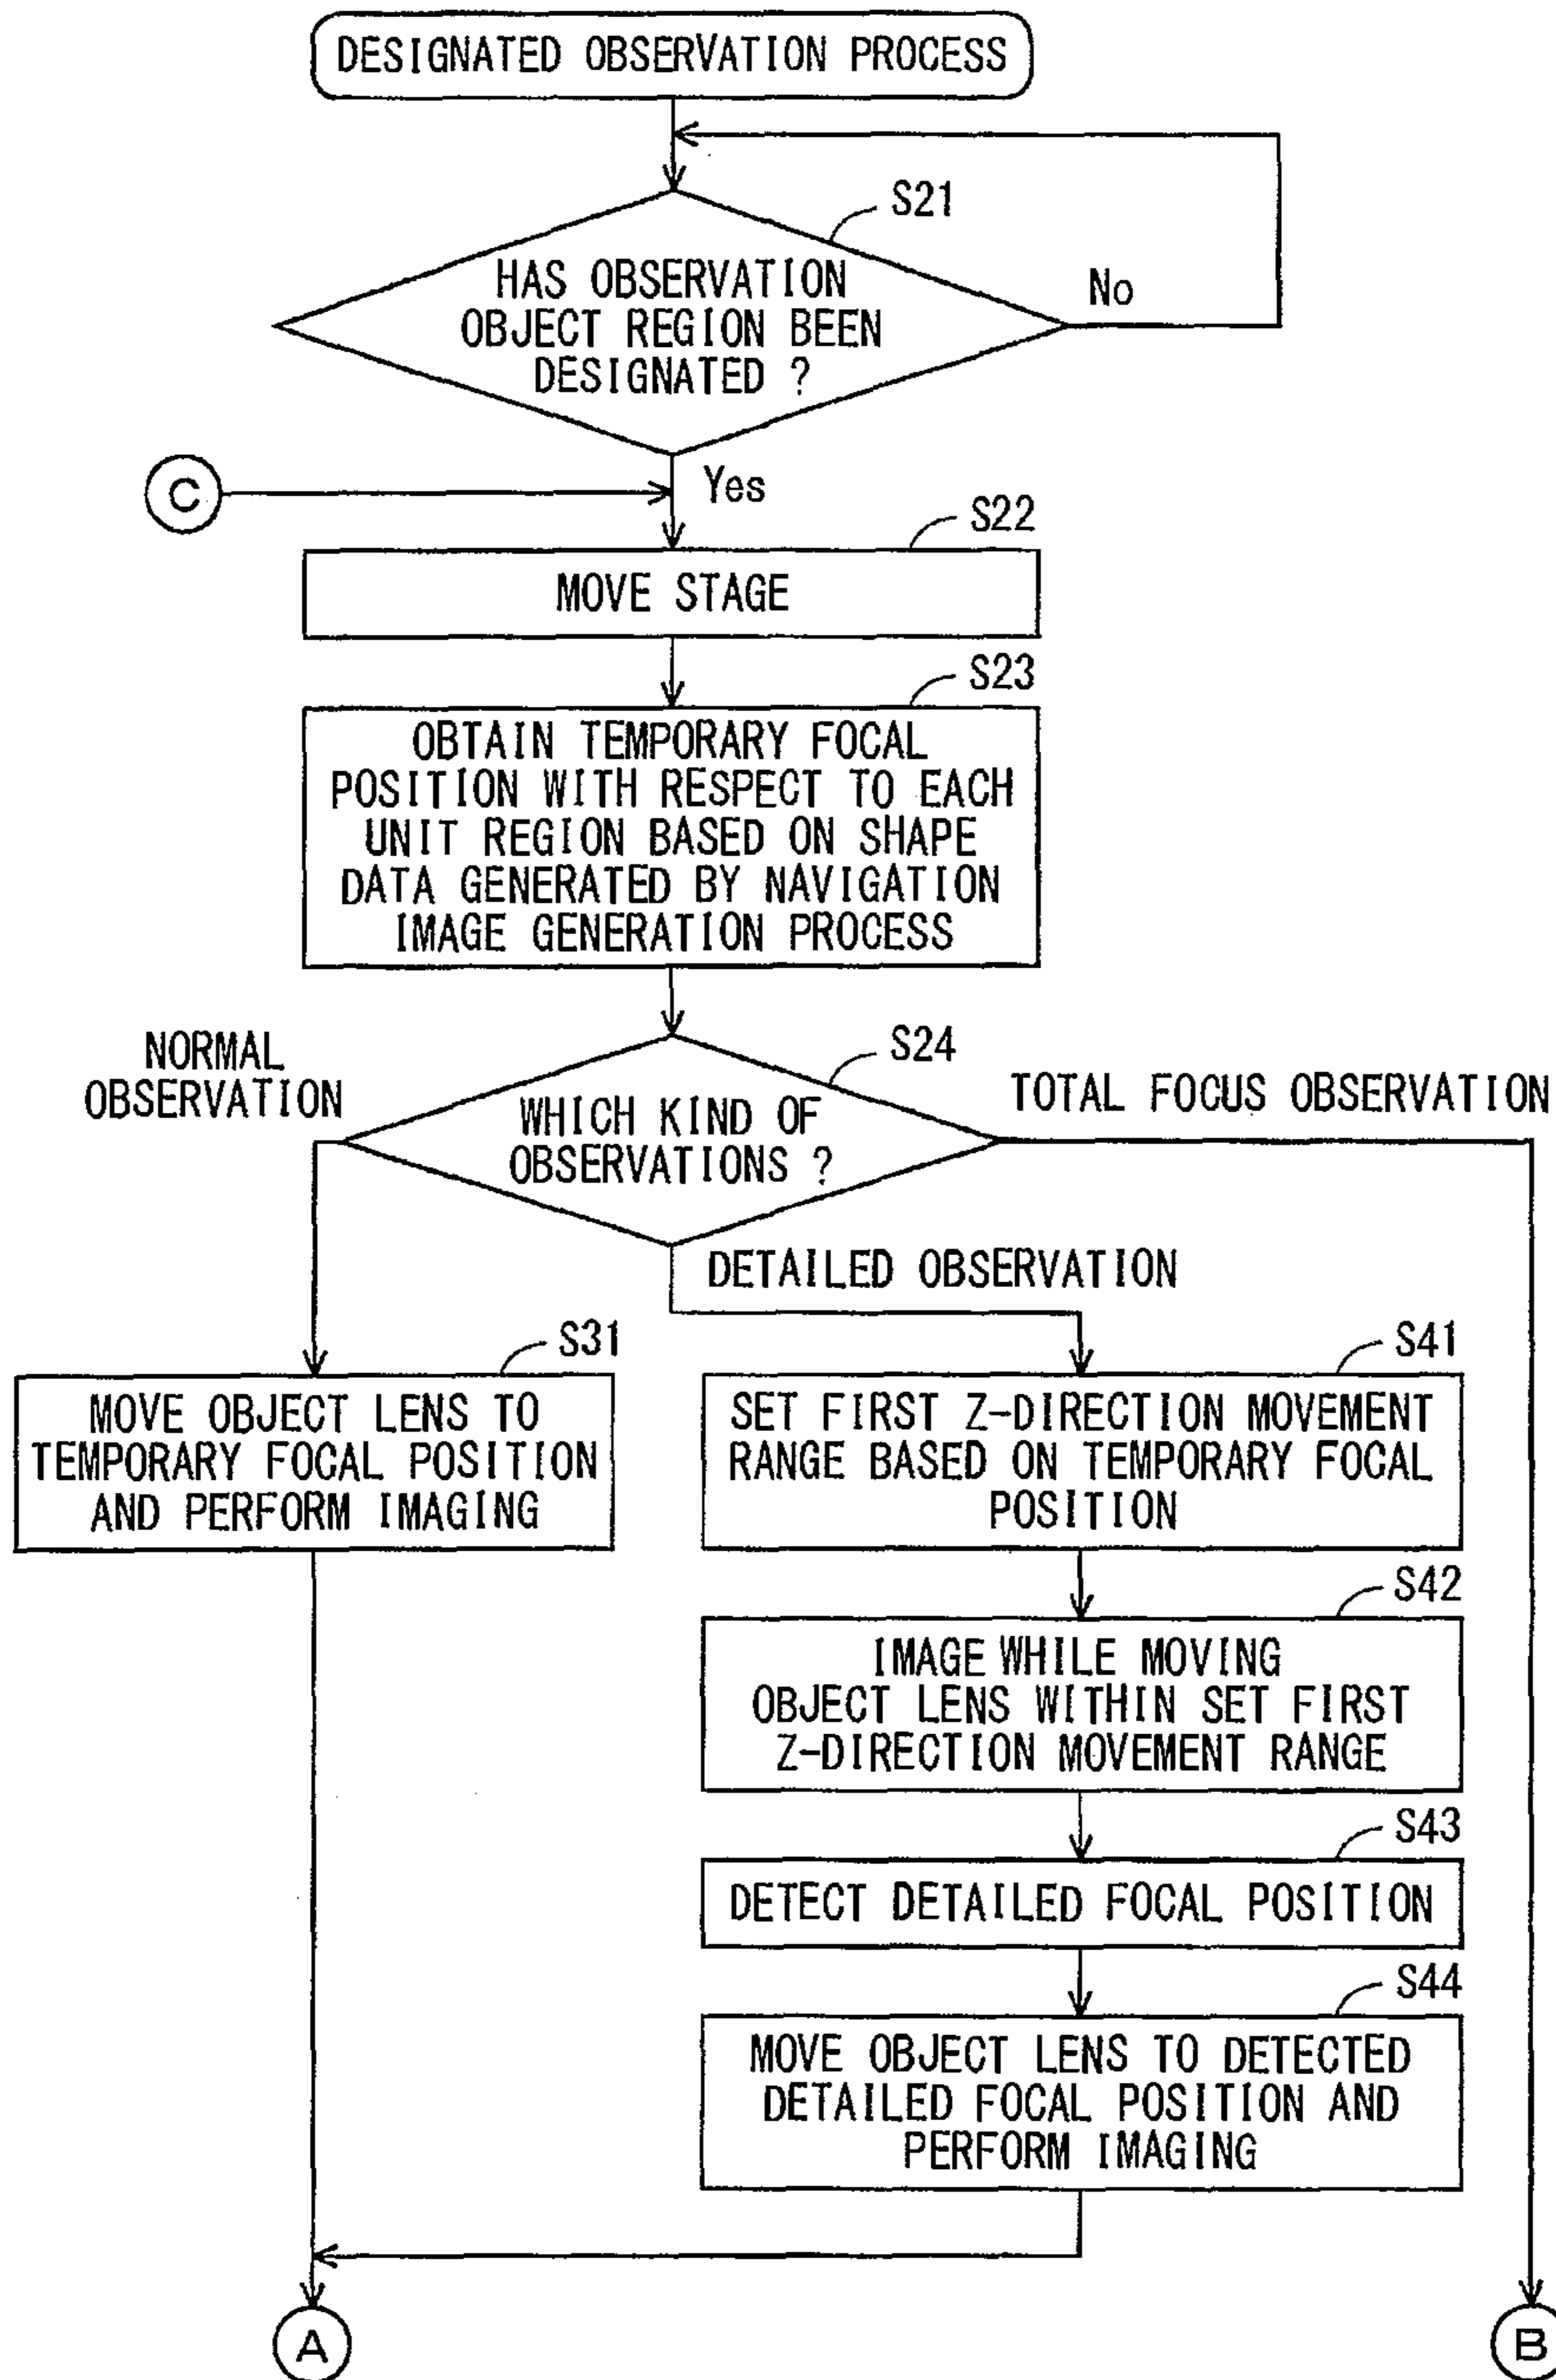 DESIGNATED OBSERVATION PROCESS
S21
HAS OBSERVATION
OBJECT REGION BEEN
DESIGNATED ?
No
C
Yes
S22
MOVE STAGE
S23
OBTAIN TEMPORARY FOCAL
POSITION WITH RESPECT TO EACH
UNIT REGION BASED ON SHAPE
DATA GENERATED BY NAVIGATION
IMAGE GENERATION PROCESS
S24
WHICH KIND OF
OBSERVATIONS ?
NORMAL
OBSERVATION
TOTAL FOCUS OBSERVATION
DETAILED OBSERVATION
S31
MOVE OBJECT LENS TO
TEMPORARY FOCAL POSITION
AND PERFORM IMAGING
S41
SET FIRST Z-DIRECTION MOVEMENT
RANGE BASED ON TEMPORARY FOCAL
POSITION
S42
IMAGE WHILE MOVING
OBJECT LENS WITHIN SET FIRST
Z-DIRECTION MOVEMENT RANGE
S43
DETECT DETAILED FOCAL POSITION
S44
MOVE OBJECT LENS TO DETECTED
DETAILED FOCAL POSITION AND
PERFORM IMAGING
A
B